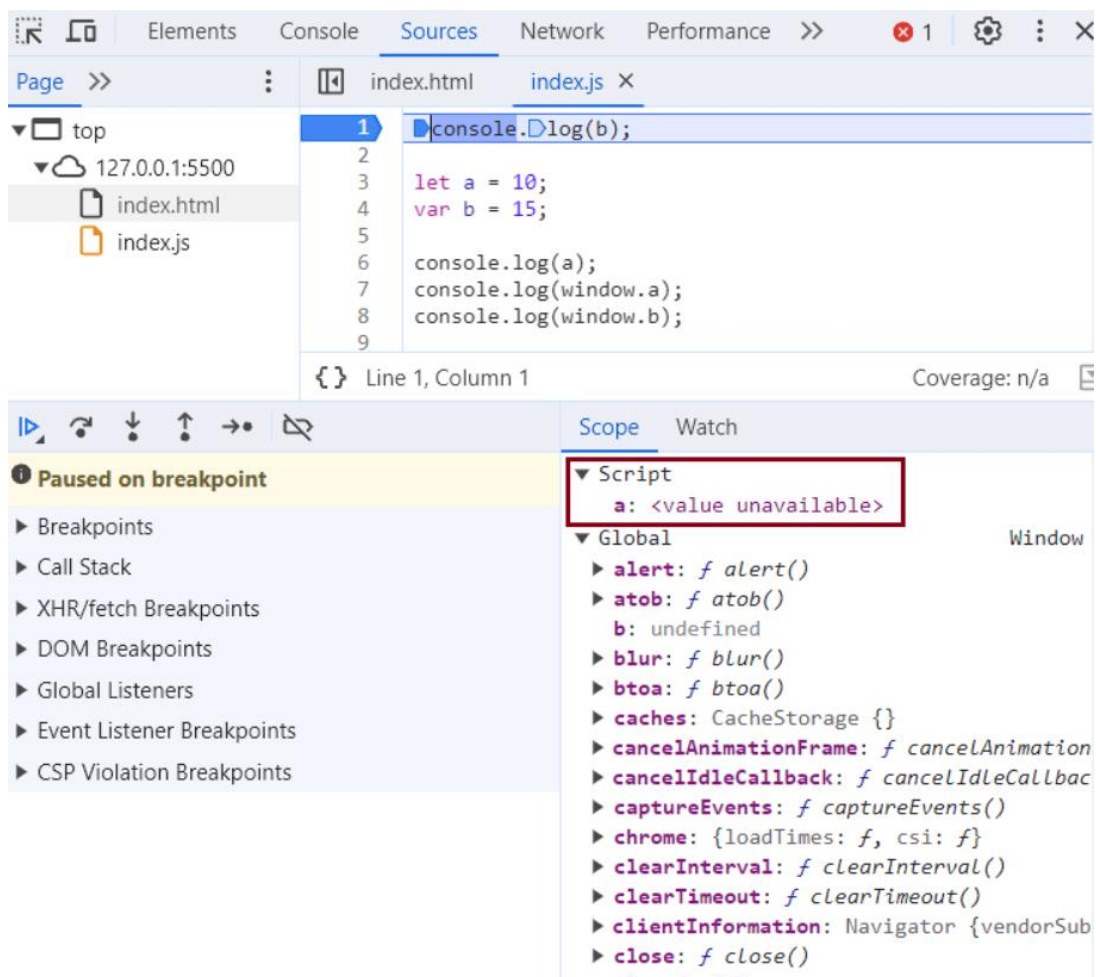 Elements Console Sources Network Performance 1
Page index.html index.js
top
127.0.0.1:5500
index.html
index.js
1 console.log(b);
2
3 let a = 10;
4 var b = 15;
5
6 console.log(a);
7 console.log(window.a);
8 console.log(window.b);
9
{} Line 1, Column 1 Coverage: n/a
Paused on breakpoint
Breakpoints
Call Stack
XHR/fetch Breakpoints
DOM Breakpoints
Global Listeners
Event Listener Breakpoints
CSP Violation Breakpoints
Scope Watch
Script
a: <value unavailable>
Global Window
alert: ƒ alert()
atob: ƒ atob()
b: undefined
blur: ƒ blur()
btoa: ƒ btoa()
caches: CacheStorage {}
cancelAnimationFrame: ƒ cancelAnimation
cancelIdleCallback: ƒ cancelIdleCallbac
captureEvents: ƒ captureEvents()
chrome: {loadTimes: ƒ, csi: ƒ}
clearInterval: ƒ clearInterval()
clearTimeout: ƒ clearTimeout()
clientInformation: Navigator {vendorSub
close: ƒ close()